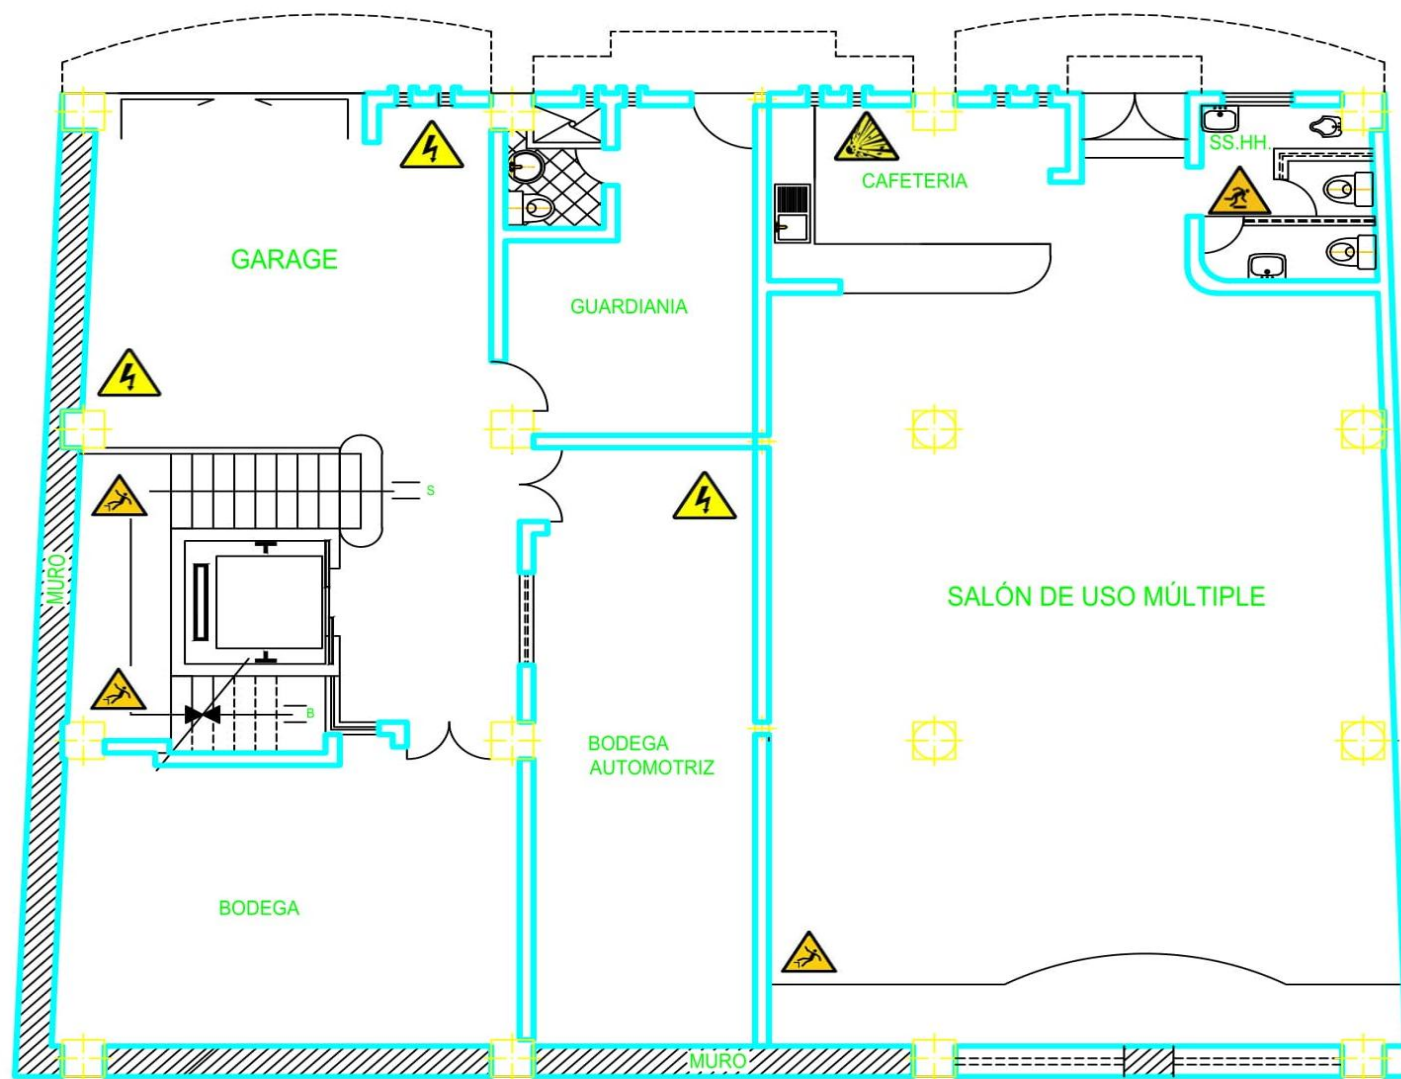 SS.HH.
CAFETERIA
GARAGE
GUARDIANIA
S
MURO
SALÓN DE USO MÚLTIPLE
B
BODEGA
AUTOMOTRIZ
BODEGA
MURO